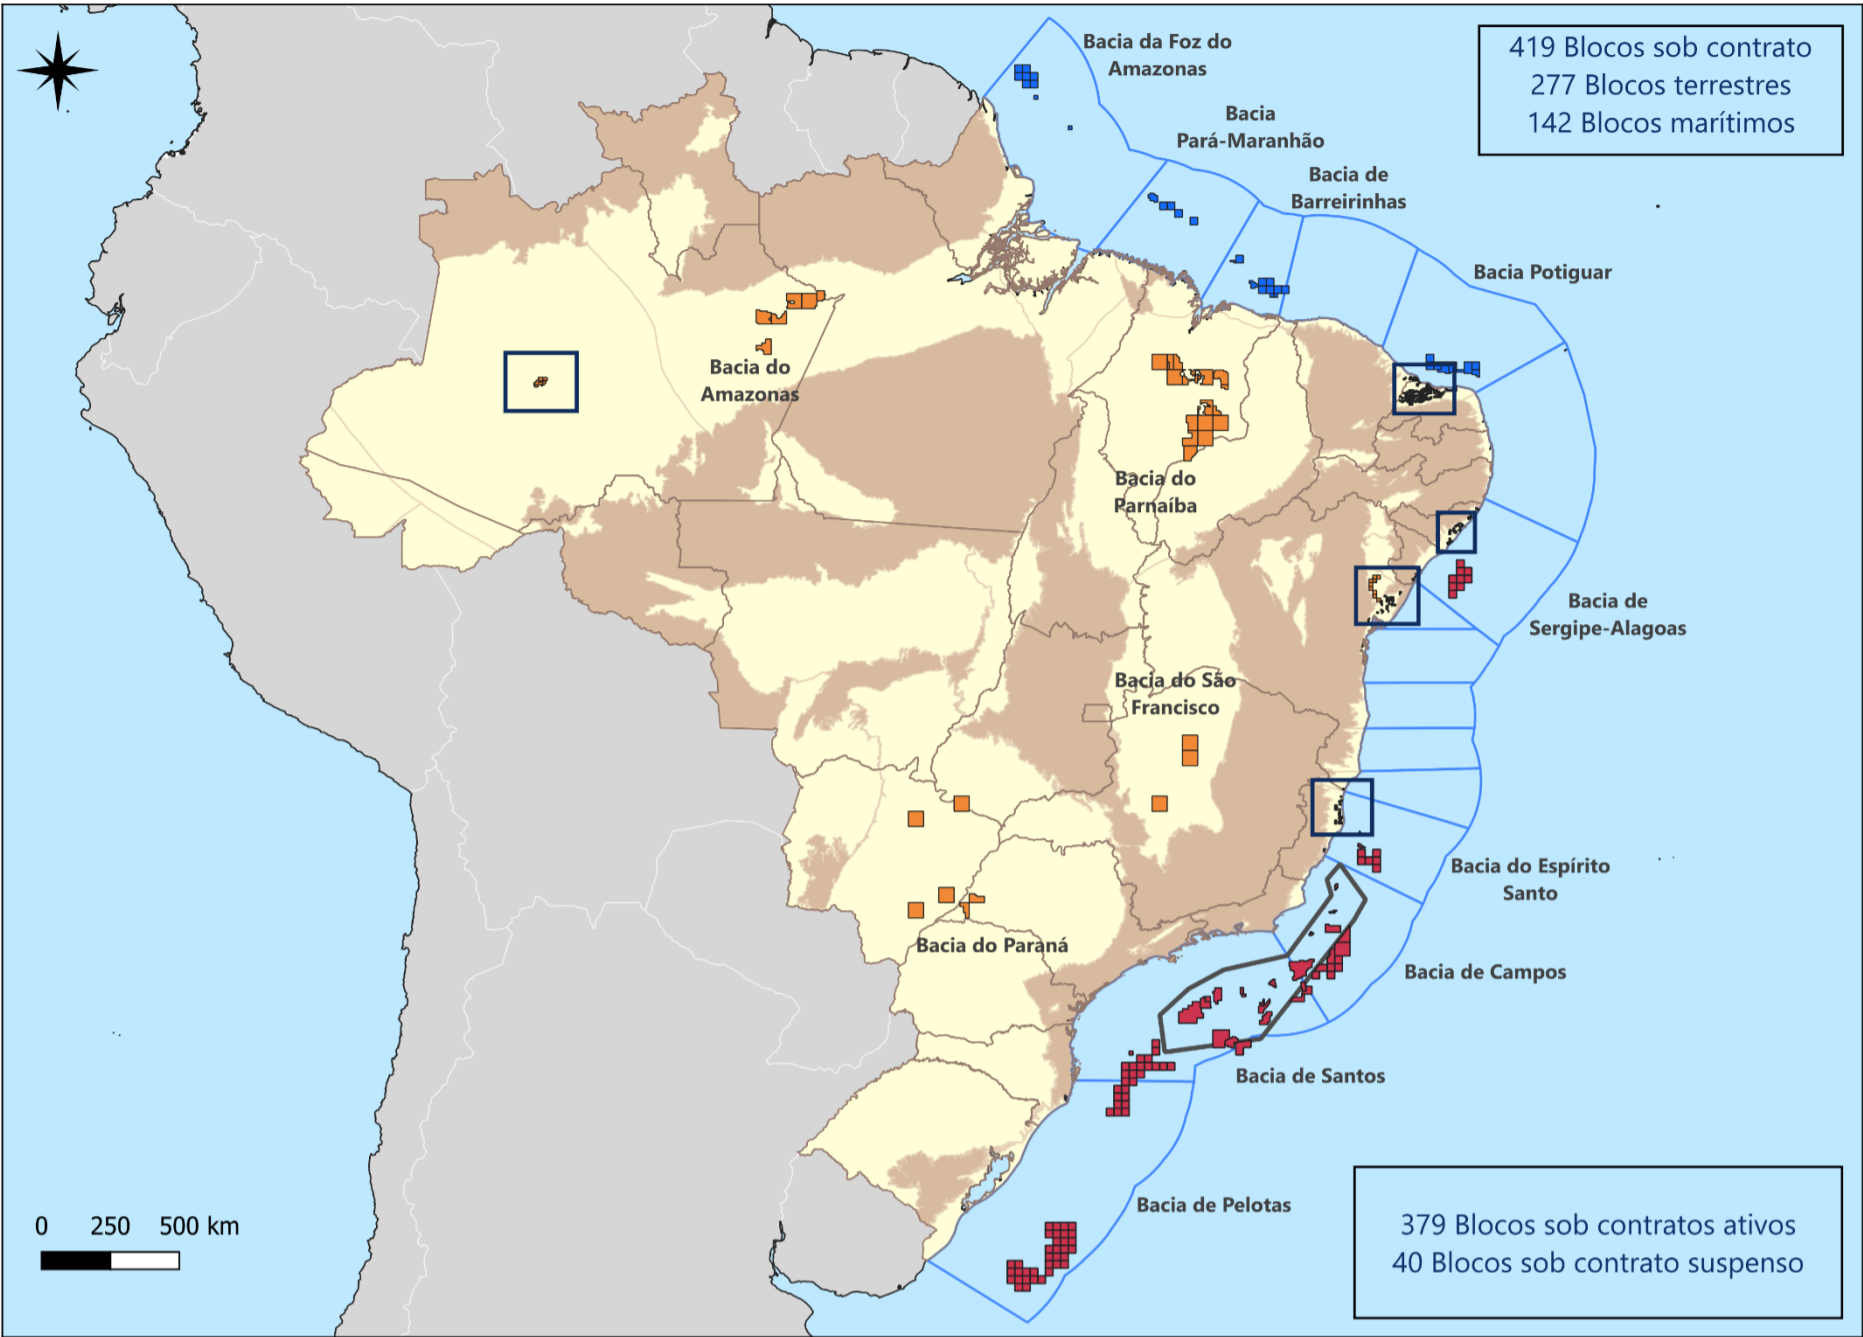 Bacia da Foz do
Amazonas
419 Blocos sob contrato
277 Blocos terrestres
142 Blocos marítimos
Bacia
Pará-Maranhão
Bacia de
Barreirinhas
Bacia Potiguar
Bacia do
Amazonas
Bacia do
Parnaíba
Bacia de
Sergipe-Alagoas
Bacia do São
Francisco
Bacia do Espírito
Santo
Bacia do Paraná
Bacia de Campos
Bacia de Santos
Bacia de Pelotas
0 250 500 km
379 Blocos sob contratos ativos
40 Blocos sob contrato suspenso